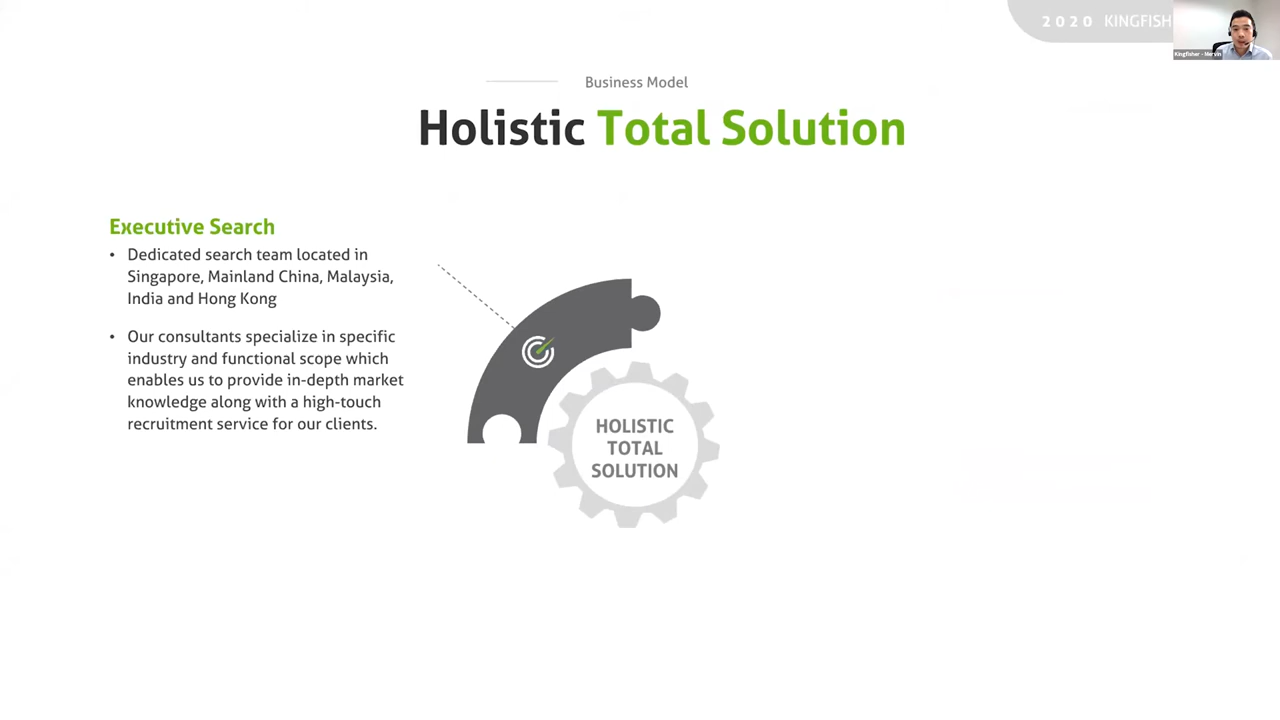 2020 KINGFISH
Kingfisher - Mervin
Business Model
Holistic Total Solution
Executive Search
• Dedicated search team located in
Singapore, Mainland China, Malaysia,
India and Hong Kong
• Our consultants specialize in specific
industry and functional scope which
enables us to provide in-depth market
knowledge along with a high-touch
recruitment service for our clients.
HOLISTIC
TOTAL
SOLUTION